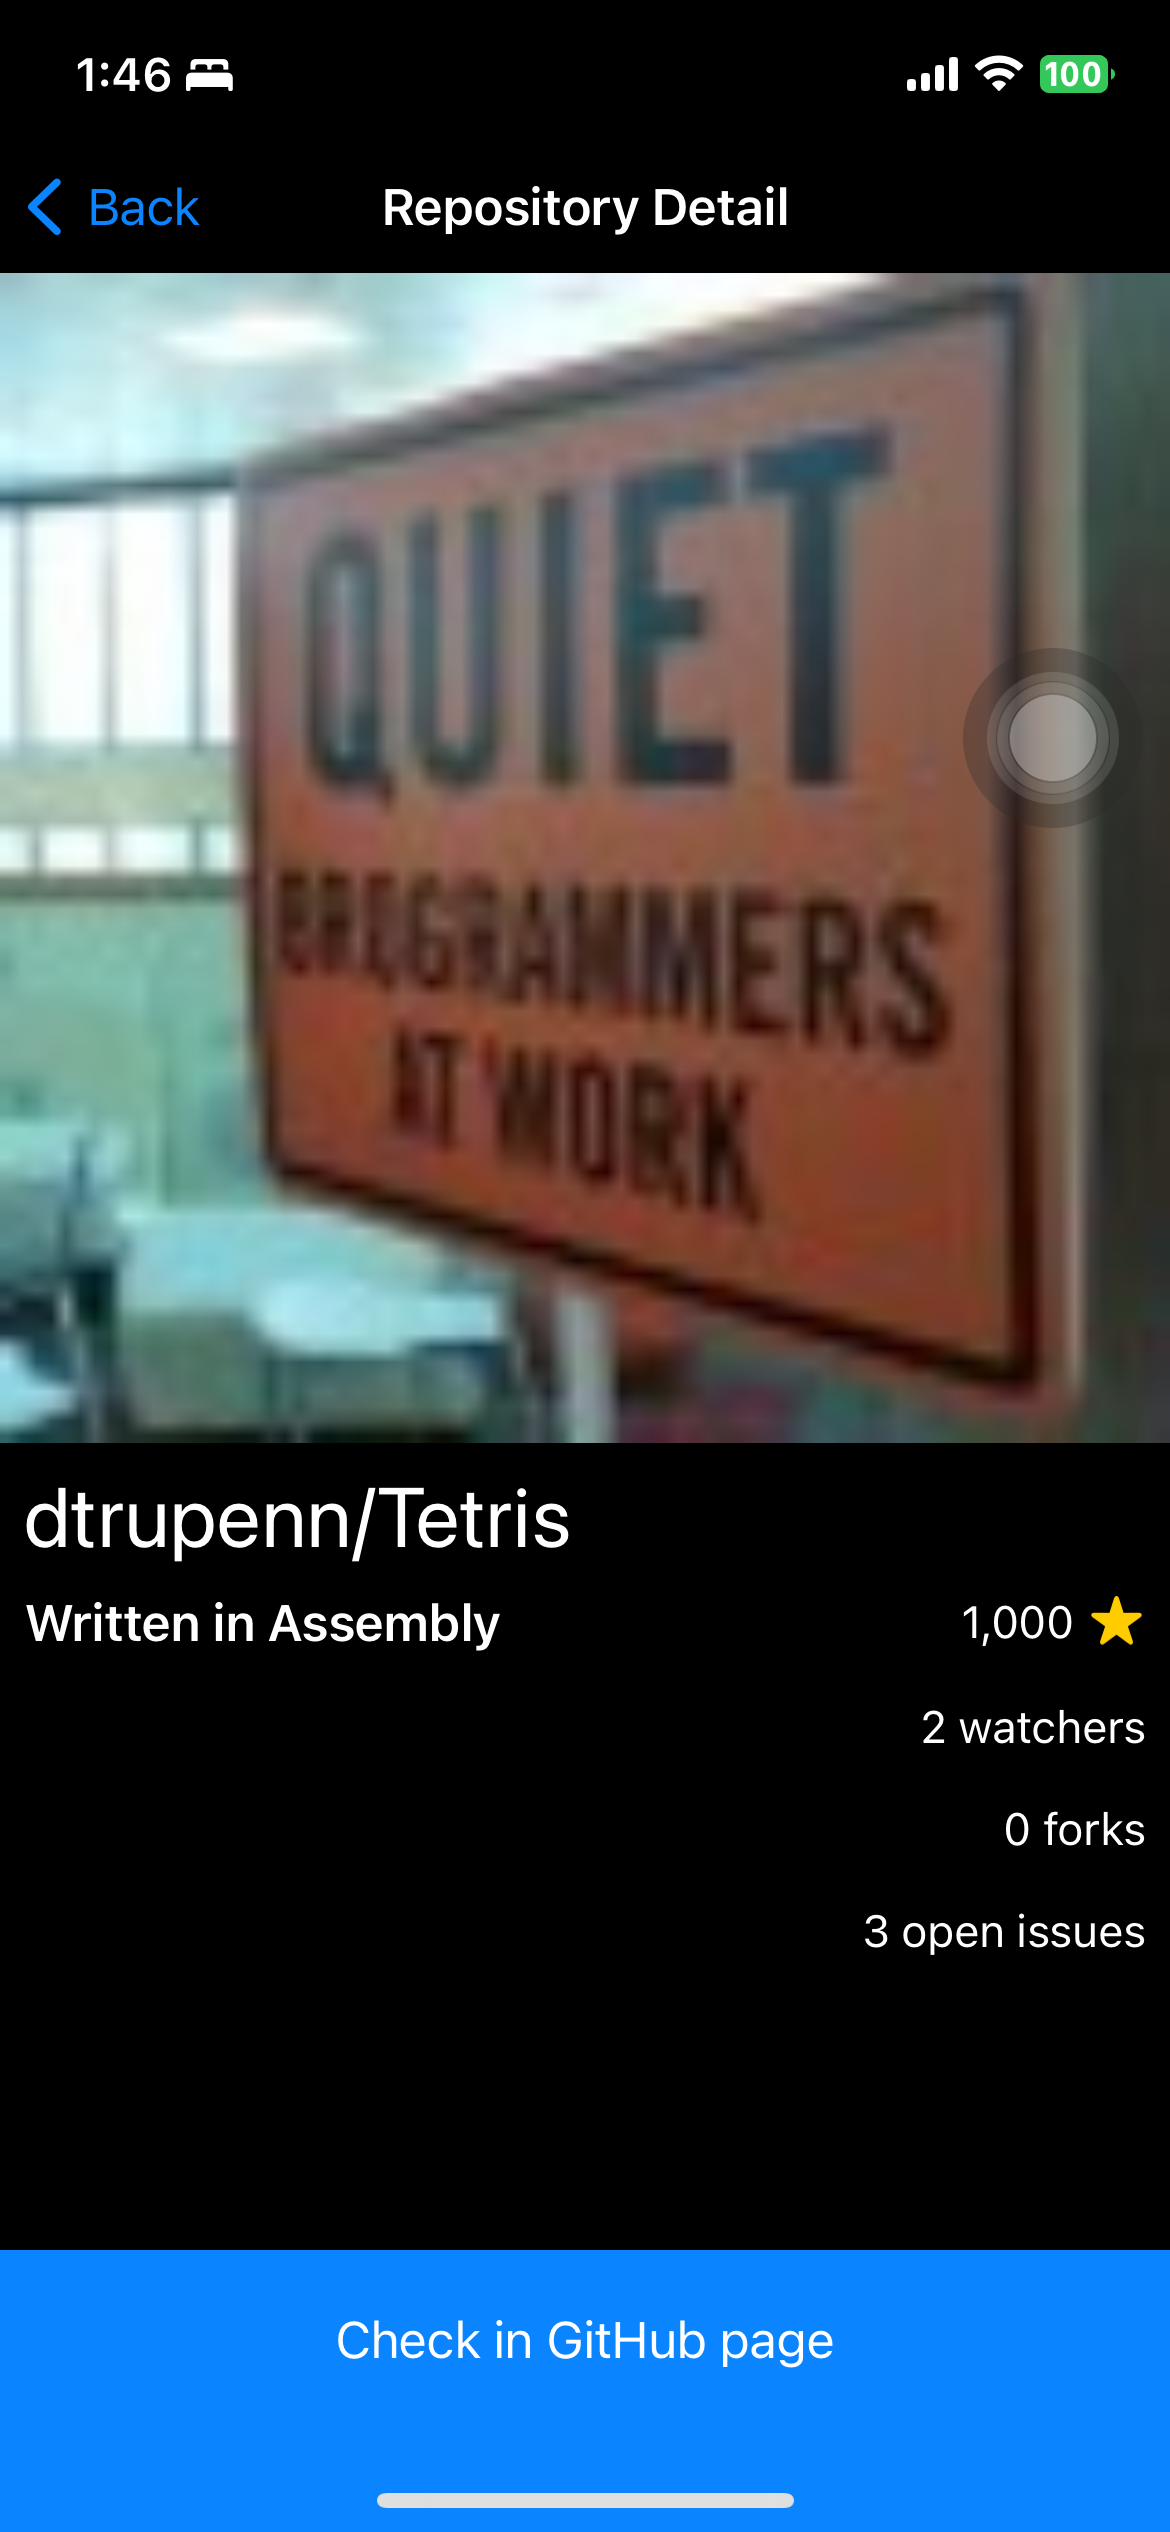 1:46
100
Back
Repository Detail
QUIET
PROGRAMMERS
AT WORK
dtrupenn/Tetris
Written in Assembly
1,000
2 watchers
0 forks
3 open issues
Check in GitHub page